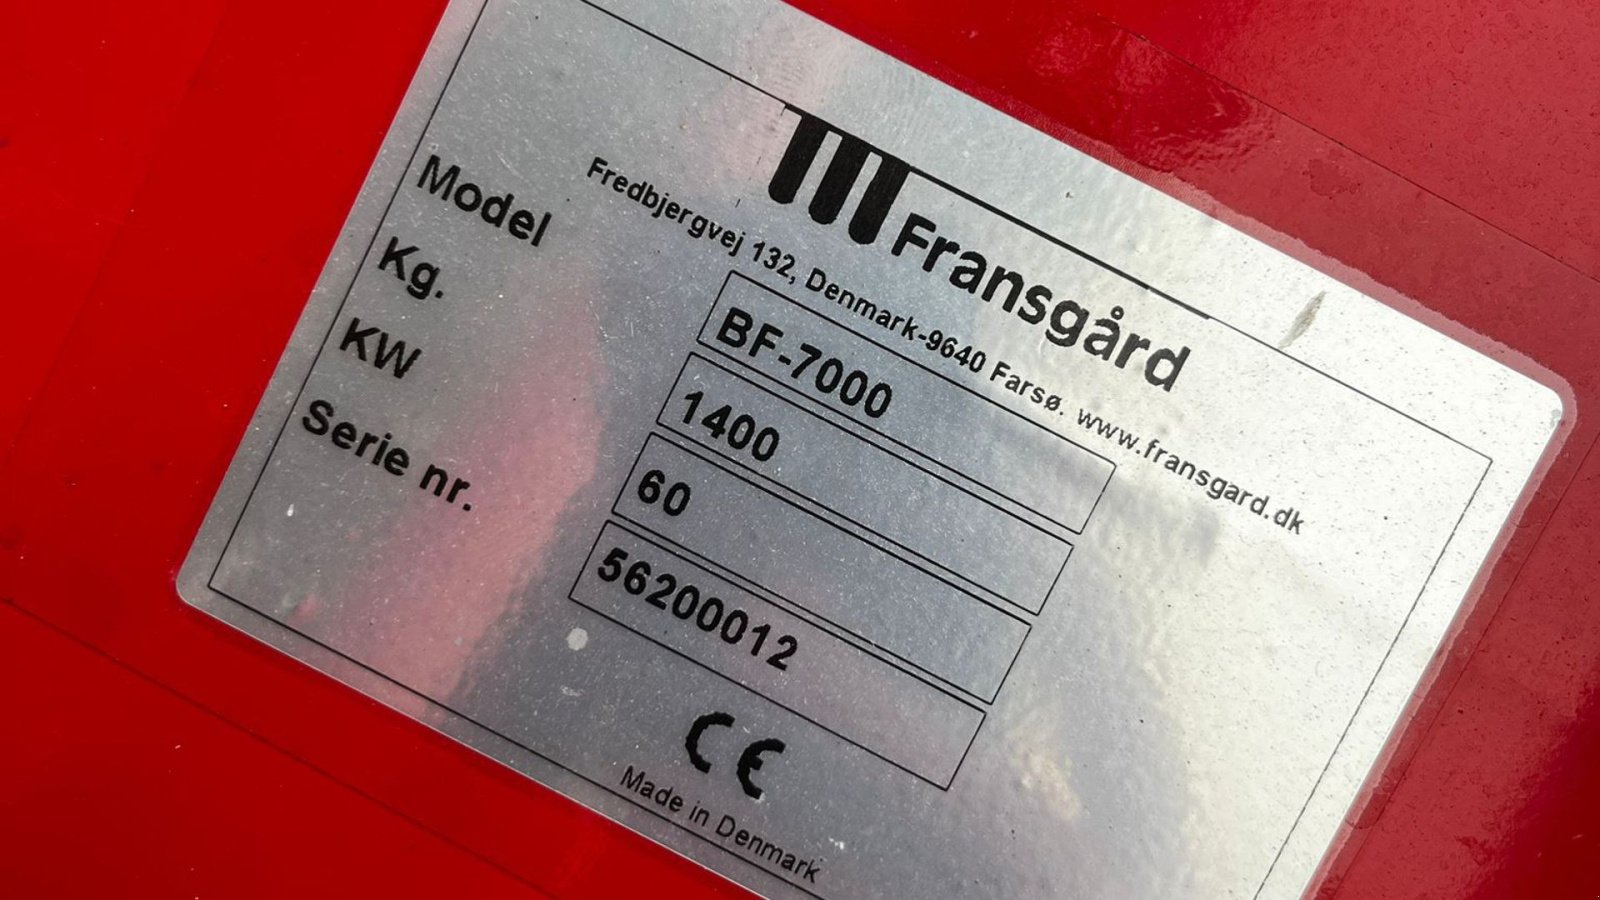 Fransgård
Fredbjergvej 132, Denmark-9640 Farsø. www.fransgard.dk
Model BF-7000
Kg. 1400
KW 60
Serie nr. 56200012
CE
Made in Denmark